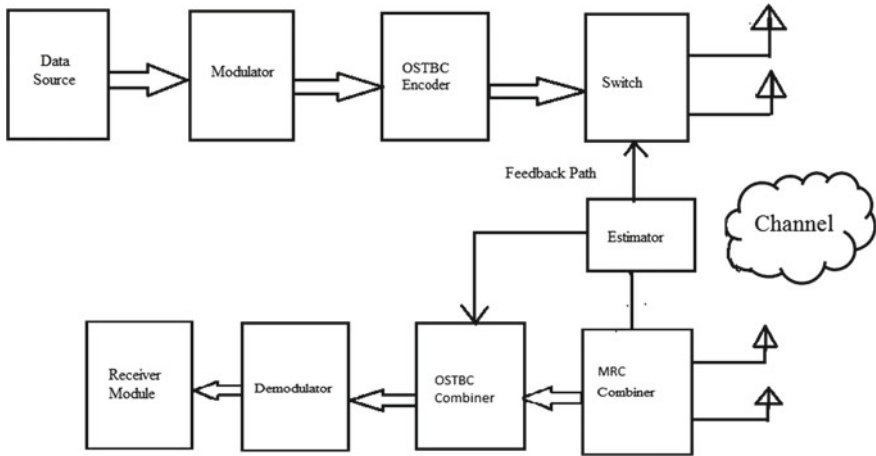 Data
Source
Modulator
OSTBC
Encoder
Switch
Feedback Path
Estimator
Channel
Receiver
Module
Demodulator
OSTBC
Combiner
MRC
Combiner